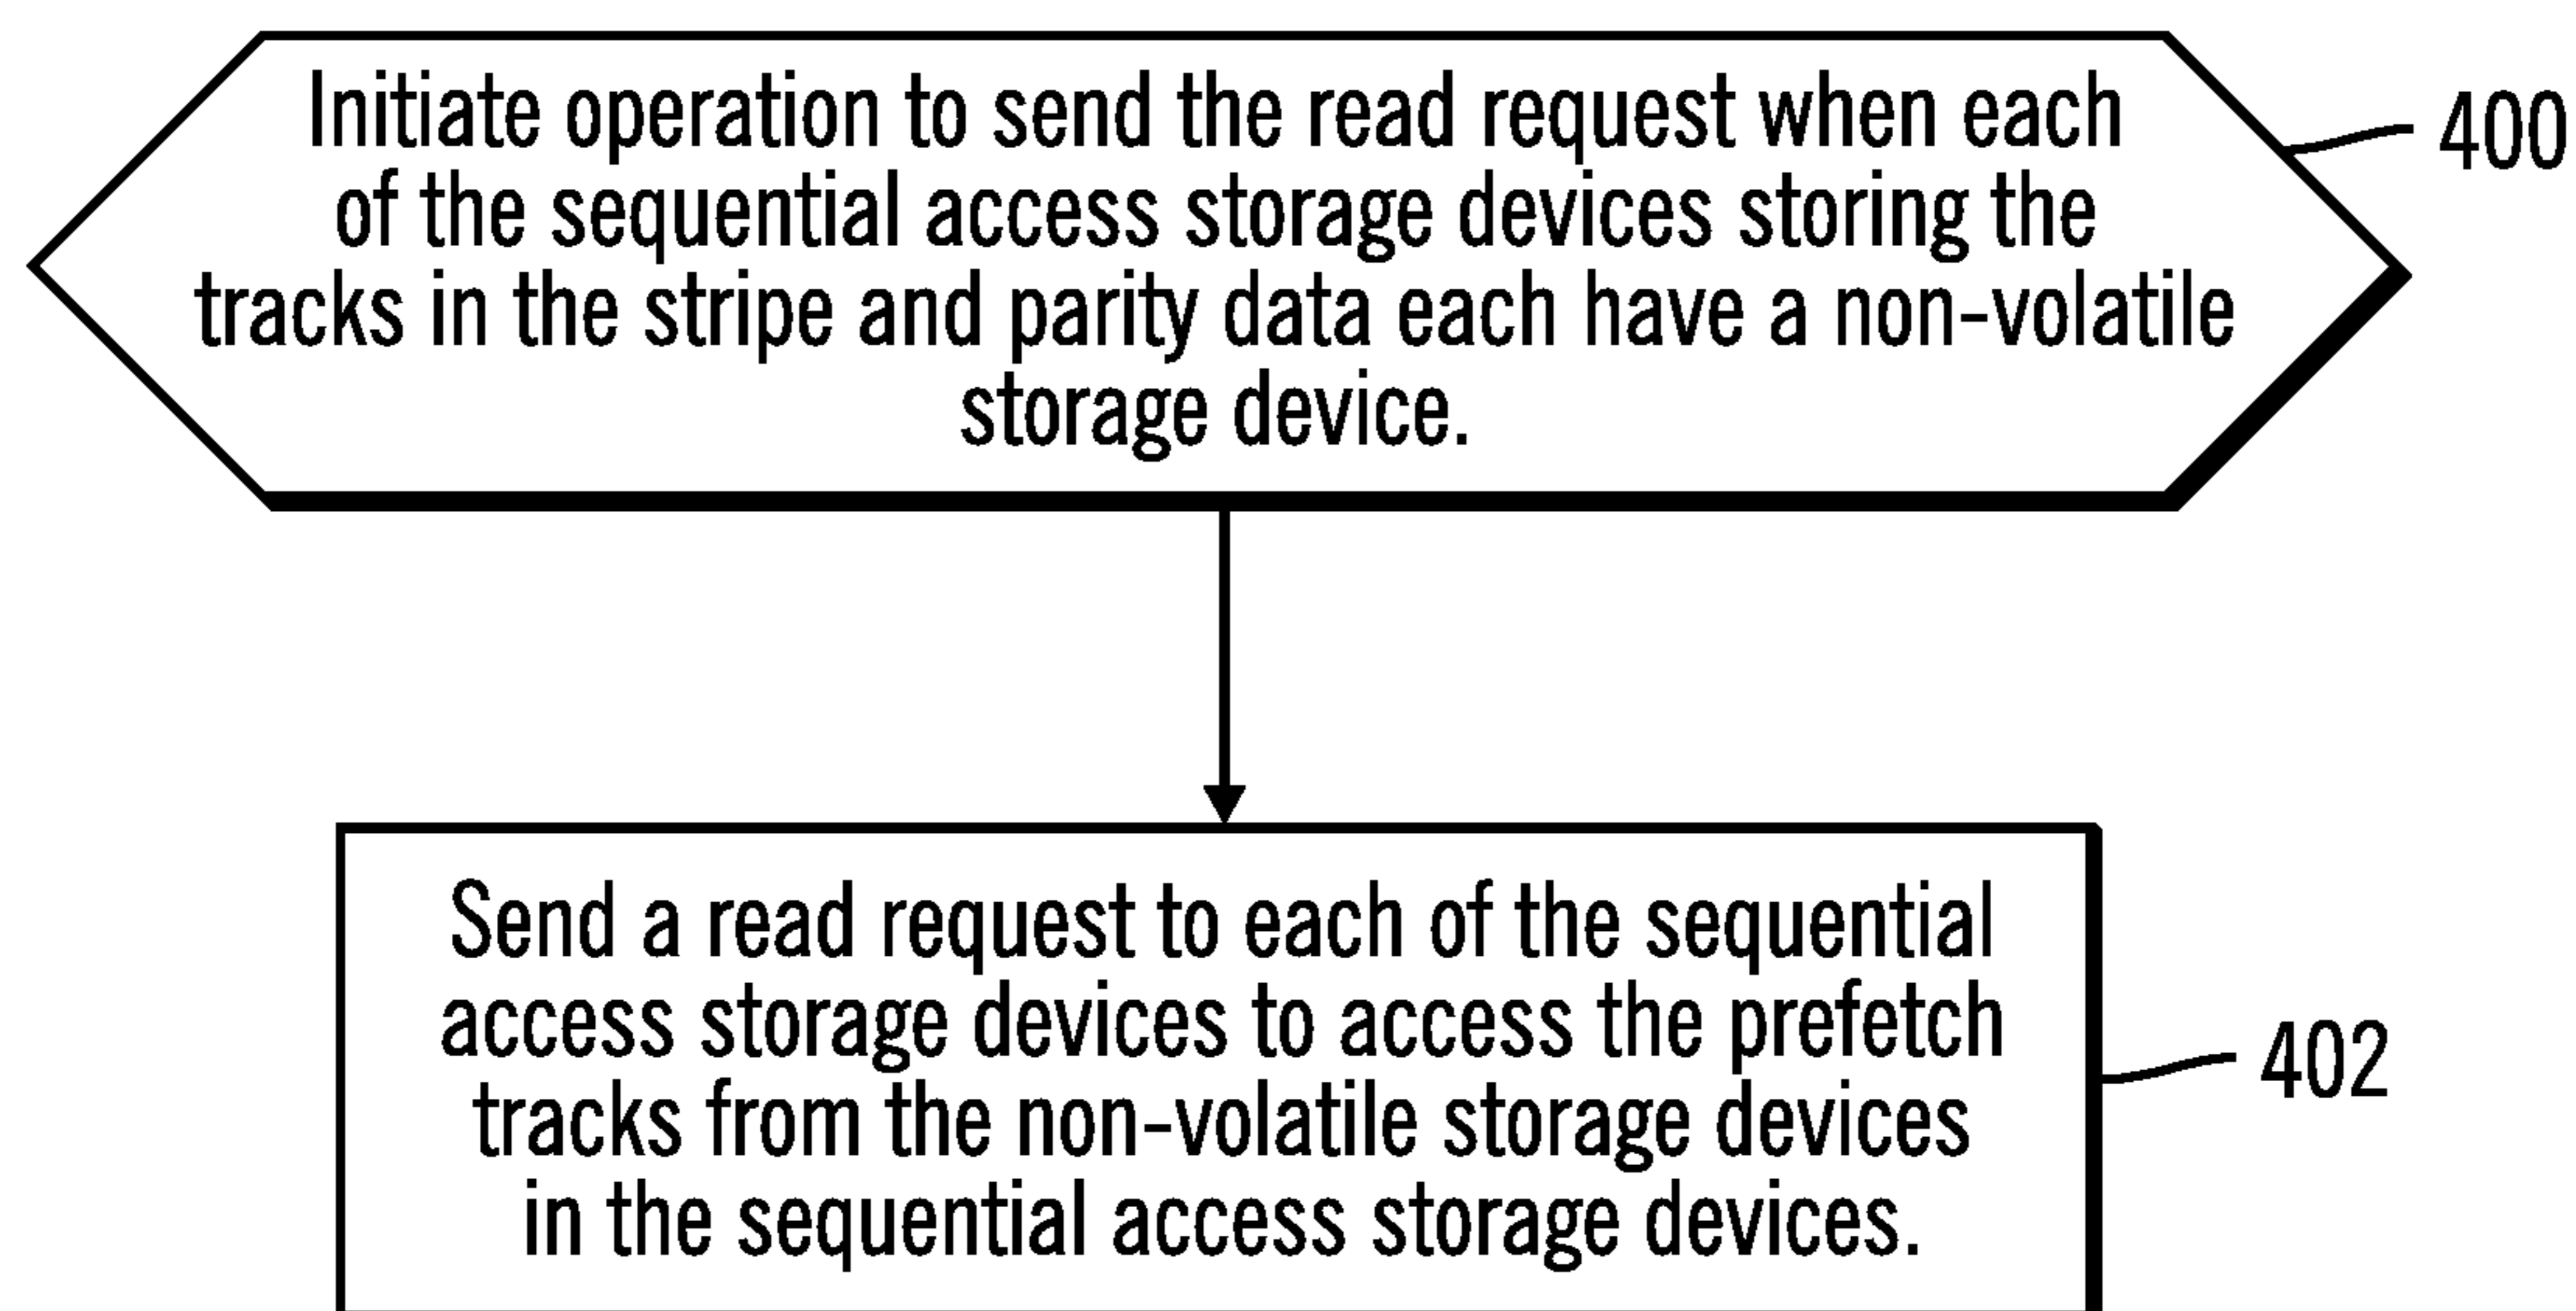 Initiate operation to send the read request when each
of the sequential access storage devices storing the
tracks in the stripe and parity data each have a non-volatile
storage device.
400
Send a read request to each of the sequential
access storage devices to access the prefetch
tracks from the non-volatile storage devices
in the sequential access storage devices.
402